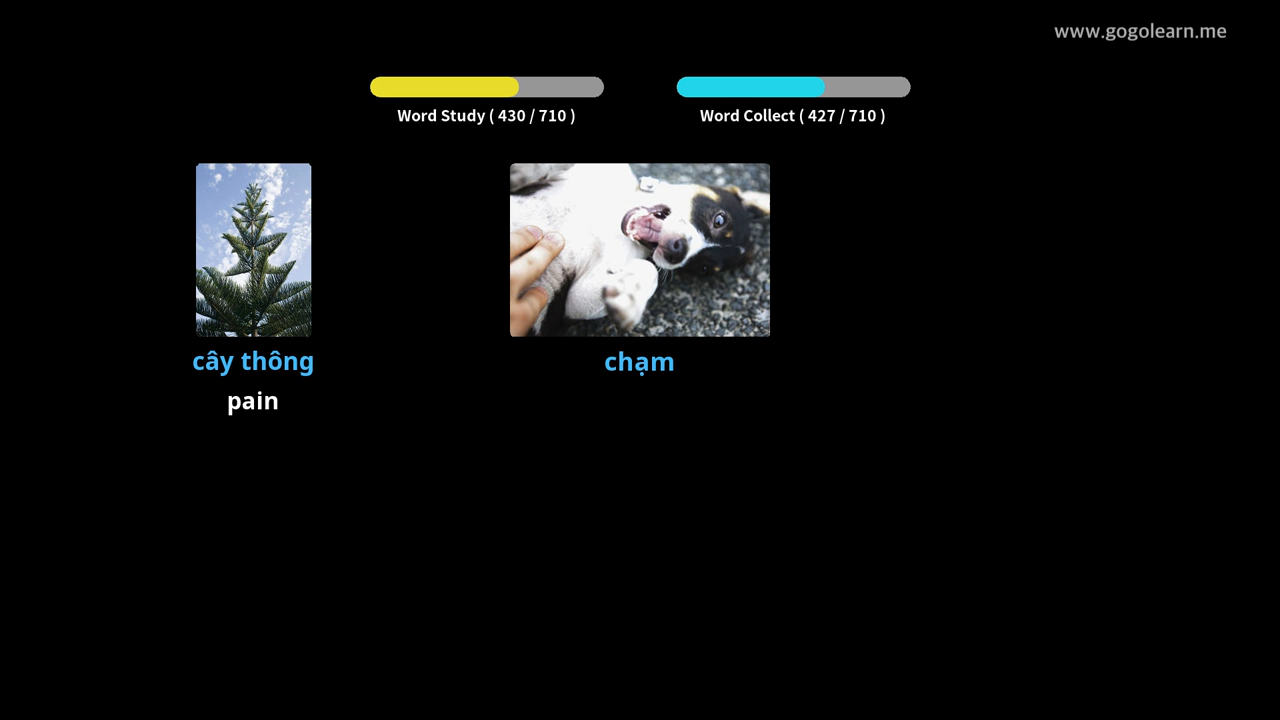 www.gogolearn.me
Word Study ( 430 / 710 )
Word Collect ( 427 / 710 )
cây thông
pain
chạm